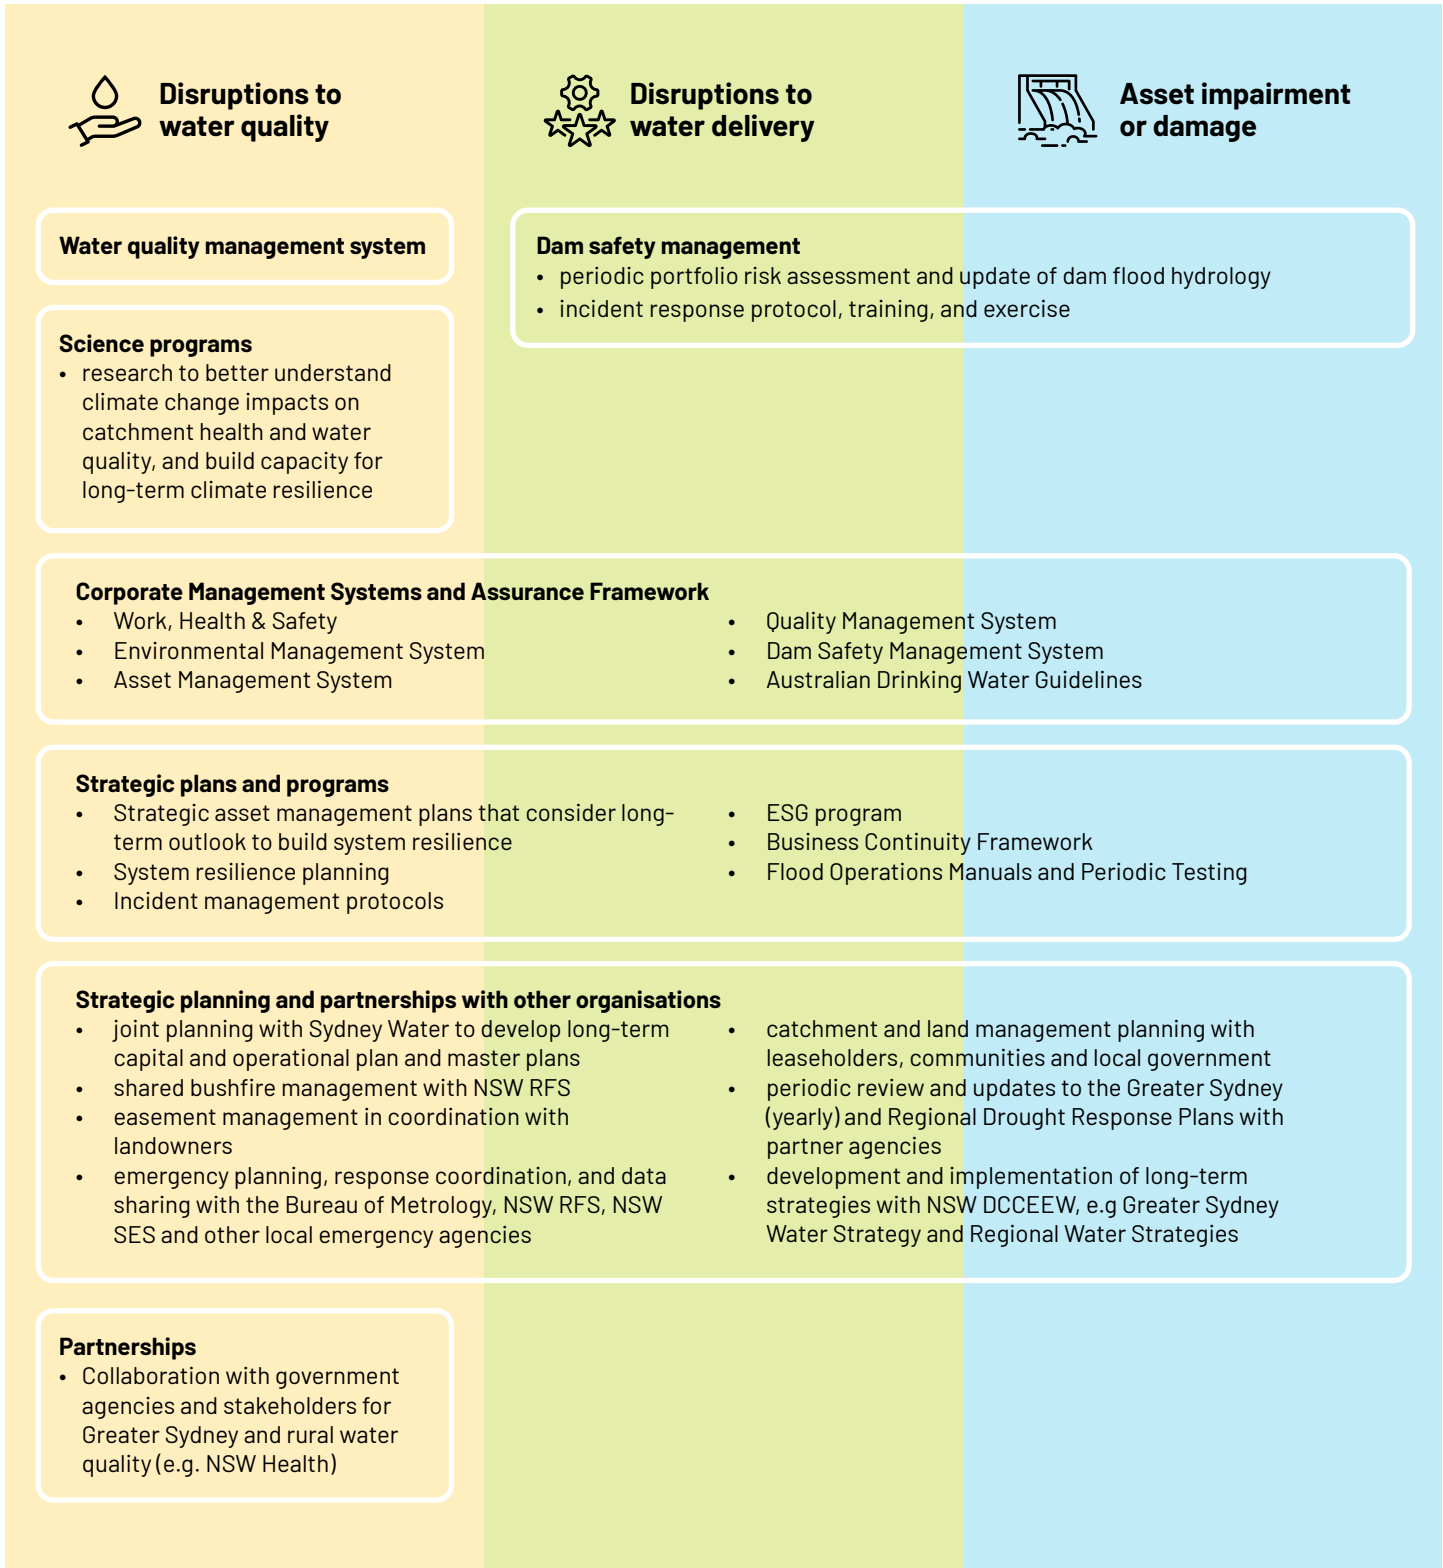 Disruptions to
water quality
Disruptions to
water delivery
Asset impairment
or damage
Water quality management system
Dam safety management
• periodic portfolio risk assessment and update of dam flood hydrology
• incident response protocol, training, and exercise
Science programs
• research to better understand
climate change impacts on
catchment health and water
quality, and build capacity for
long-term climate resilience
Corporate Management Systems and Assurance Framework
• Work, Health & Safety
• Environmental Management System
• Asset Management System
• Quality Management System
• Dam Safety Management System
• Australian Drinking Water Guidelines
Strategic plans and programs
• Strategic asset management plans that consider long-
term outlook to build system resilience
• System resilience planning
• Incident management protocols
• ESG program
• Business Continuity Framework
• Flood Operations Manuals and Periodic Testing
Strategic planning and partnerships with other organisations
• joint planning with Sydney Water to develop long-term
capital and operational plan and master plans
• shared bushfire management with NSW RFS
• easement management in coordination with
landowners
• emergency planning, response coordination, and data
sharing with the Bureau of Metrology, NSW RFS, NSW
SES and other local emergency agencies
• catchment and land management planning with
leaseholders, communities and local government
• periodic review and updates to the Greater Sydney
(yearly) and Regional Drought Response Plans with
partner agencies
• development and implementation of long-term
strategies with NSW DCCEEW, e.g Greater Sydney
Water Strategy and Regional Water Strategies
Partnerships
• Collaboration with government
agencies and stakeholders for
Greater Sydney and rural water
quality (e.g. NSW Health)